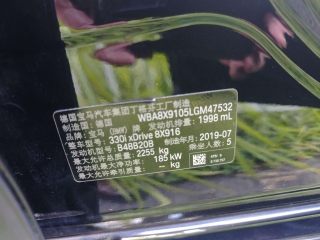 德国宝马汽车集团丁格芬工厂制造
制造国：德国 WBA8X9105LGM47532
品牌：宝马 (BMW) 牌 发动机排量：1998 mL
整车型号：330i xDrive BX916
发动机型号：B48B20B 制造年月：2019-07
最大允许总质量：2255 kg 乘坐人数：5
发动机最大净功率：185 kW
最大允许牵引质量：-- kg